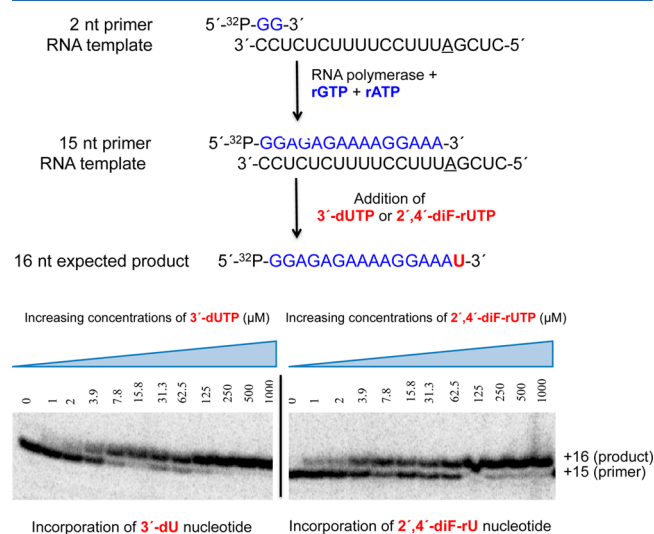 2 nt primer 5´-³²P-GG-3´
RNA template 3´-CCUCUCUUUUCCUUUAGCUC-5´
RNA polymerase +
rGTP + rATP
15 nt primer 5´-³²P-GGAGAGAAAAGGAAA-3´
RNA template 3´-CCUCUCUUUUCCUUUAGCUC-5´
Addition of
3´-dUTP or 2´,4´-diF-rUTP
16 nt expected product 5´-³²P-GGAGAGAAAAGGAAAU-3´
Increasing concentrations of 3´-dUTP (µM) Increasing concentrations of 2´,4´-diF-rUTP (µM)
0 1 2 3.9 7.8 15.8 31.3 62.5 125 250 500 1000 0 1 2 3.9 7.8 15.8 31.3 62.5 125 250 500 1000
+16 (product)
+15 (primer)
Incorporation of 3´-dU nucleotide Incorporation of 2´,4´-diF-rU nucleotide